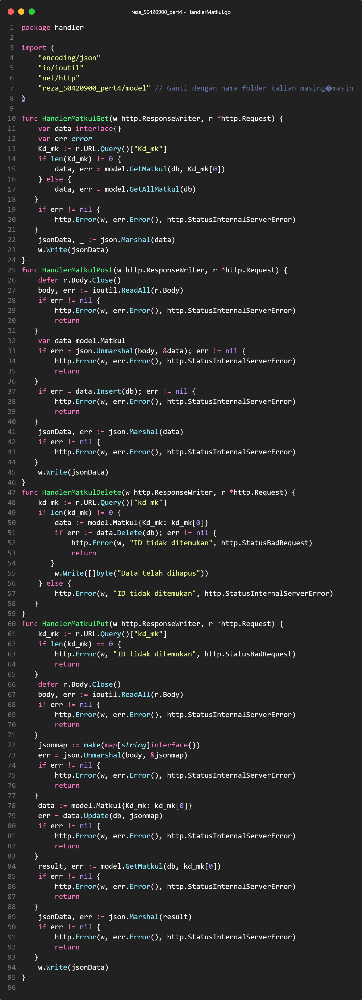 reza_50420900_pert4 - HandlerMatkul.go
1 package handler
2
3 import (
4     "encoding/json"
5     "io/ioutil"
6     "net/http"
7     "reza_50420900_pert4/model" // Ganti dengan nama folder kalian masing�masin
8 g)
9
10 func HandlerMatkulGet(w http.ResponseWriter, r *http.Request) {
11     var data interface{}
12     var err error
13     Kd_mk := r.URL.Query()["Kd_mk"]
14     if len(Kd_mk) != 0 {
15         data, err = model.GetMatkul(db, Kd_mk[0])
16     } else {
17         data, err = model.GetAllMatkul(db)
18    }
19     if err != nil {
20         http.Error(w, err.Error(), http.StatusInternalServerError)
21    }
22     jsonData, _ := json.Marshal(data)
23     w.Write(jsonData)
24 }
25 func HandlerMatkulPost(w http.ResponseWriter, r *http.Request) {
26     defer r.Body.Close()
27     body, err := ioutil.ReadAll(r.Body)
28     if err != nil {
29         http.Error(w, err.Error(), http.StatusInternalServerError)
30         return
31    }
32     var data model.Matkul
33     if err = json.Unmarshal(body, &data); err != nil {
34         http.Error(w, err.Error(), http.StatusInternalServerError)
35         return
36    }
37     if err = data.Insert(db); err != nil {
38         http.Error(w, err.Error(), http.StatusInternalServerError)
39         return
40    }
41     jsonData, err := json.Marshal(data)
42     if err != nil {
43         http.Error(w, err.Error(), http.StatusInternalServerError)
44    }
45     w.Write(jsonData)
46 }
47 func HandlerMatkulDelete(w http.ResponseWriter, r *http.Request) {
48     kd_mk := r.URL.Query()["kd_mk"]
49     if len(kd_mk) != 0 {
50         data := model.Matkul{Kd_mk: kd_mk[0]}
51         if err := data.Delete(db); err != nil {
52             http.Error(w, "ID tidak ditemukan", http.StatusBadRequest)
53             return
54        }
55         w.Write([]byte("Data telah dihapus"))
56     } else {
57         http.Error(w, "ID tidak ditemukan", http.StatusInternalServerError)
58    }
59 }
60 func HandlerMatkulPut(w http.ResponseWriter, r *http.Request) {
61     kd_mk := r.URL.Query()["kd_mk"]
62     if len(kd_mk) == 0 {
63         http.Error(w, "ID tidak ditemukan", http.StatusBadRequest)
64         return
65    }
66     defer r.Body.Close()
67     body, err := ioutil.ReadAll(r.Body)
68     if err != nil {
69         http.Error(w, err.Error(), http.StatusInternalServerError)
70         return
71    }
72     jsonmap := make(map[string]interface{})
73     err = json.Unmarshal(body, &jsonmap)
74     if err != nil {
75         http.Error(w, err.Error(), http.StatusInternalServerError)
76         return
77    }
78     data := model.Matkul{Kd_mk: kd_mk[0]}
79     err = data.Update(db, jsonmap)
80     if err != nil {
81         http.Error(w, err.Error(), http.StatusInternalServerError)
82         return
83    }
84     result, err := model.GetMatkul(db, kd_mk[0])
85     if err != nil {
86         http.Error(w, err.Error(), http.StatusInternalServerError)
87         return
88    }
89     jsonData, err := json.Marshal(result)
90     if err != nil {
91         http.Error(w, err.Error(), http.StatusInternalServerError)
92         return
93    }
94     w.Write(jsonData)
95 }
96